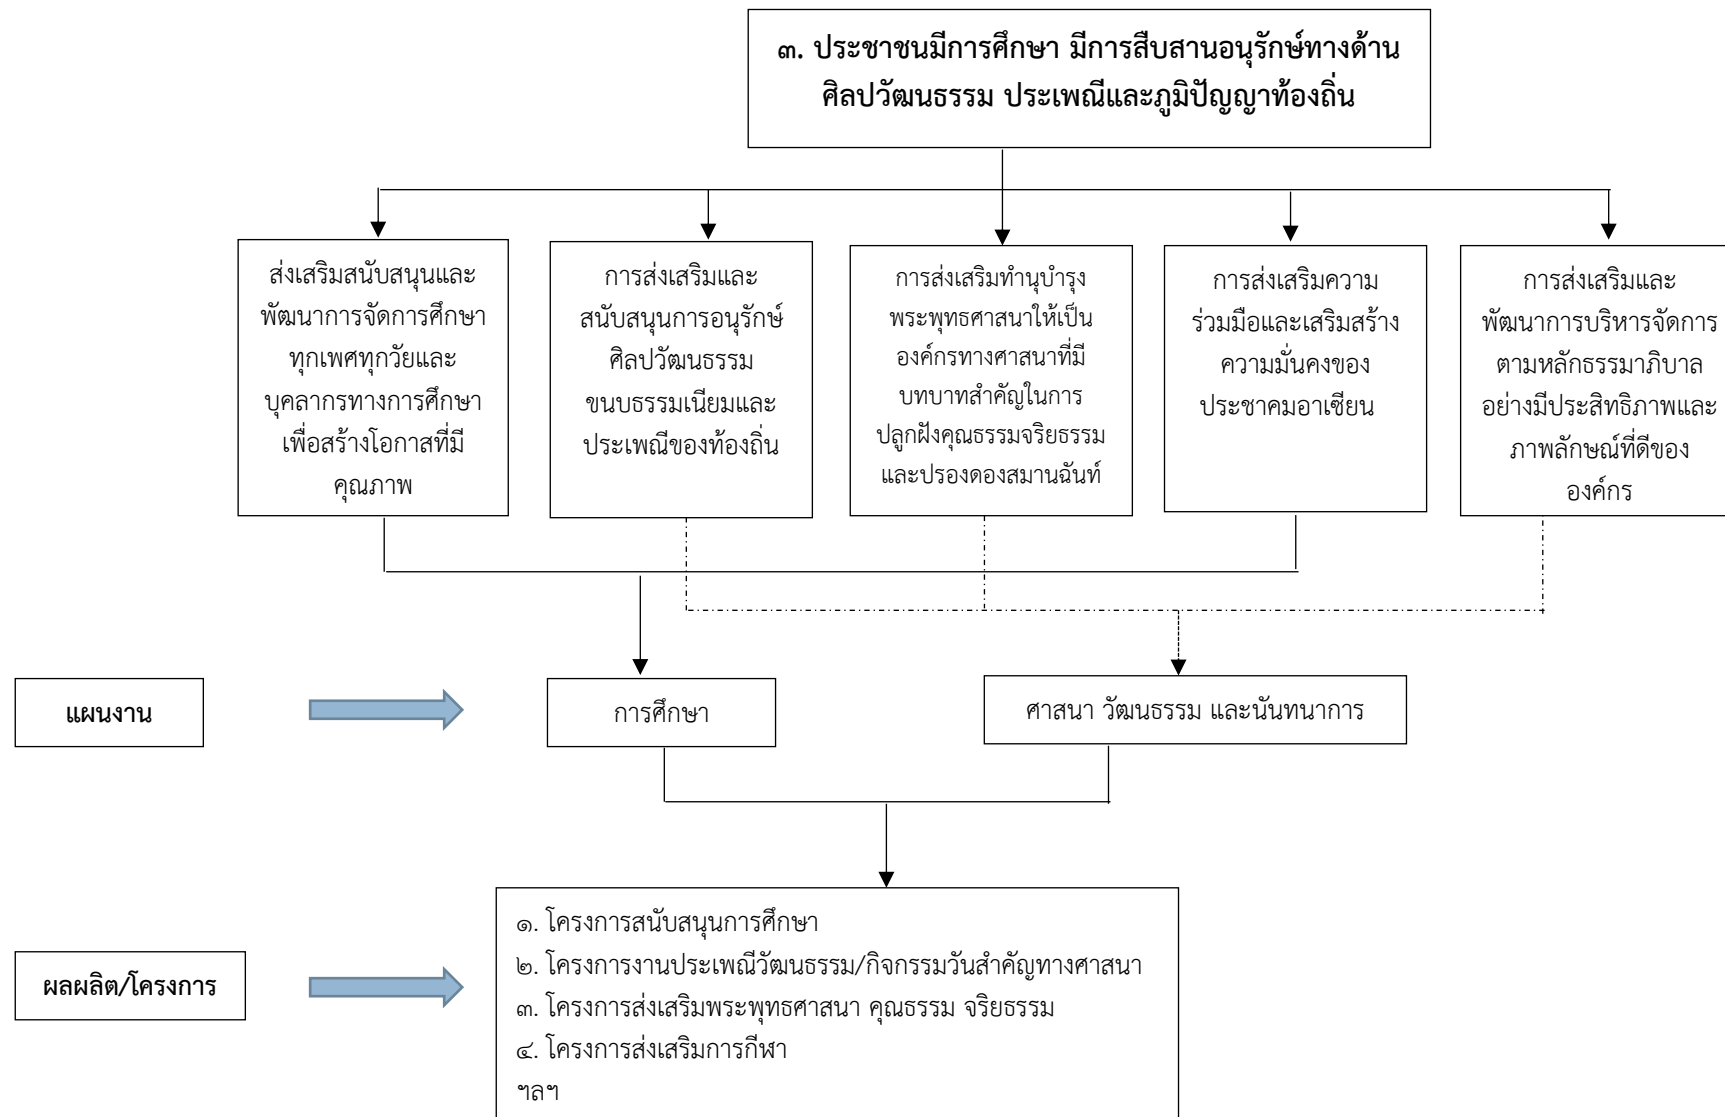 ๓. ประชาชนมีการศึกษา มีการสืบสานอนุรักษ์ทางด้าน
ศิลปวัฒนธรรม ประเพณีและภูมิปัญญาท้องถิ่น
ส่งเสริมสนับสนุนและ
พัฒนาการจัดการศึกษา
ทุกเพศทุกวัยและ
บุคลากรทางการศึกษา
เพื่อสร้างโอกาสที่มี
คุณภาพ
การส่งเสริมและ
สนับสนุนการอนุรักษ์
ศิลปวัฒนธรรม
ขนบธรรมเนียมและ
ประเพณีของท้องถิ่น
การส่งเสริมทำนุบำรุง
พระพุทธศาสนาให้เป็น
องค์กรทางศาสนาที่มี
บทบาทสำคัญในการ
ปลูกฝังคุณธรรมจริยธรรม
และปรองดองสมานฉันท์
การส่งเสริมความ
ร่วมมือและเสริมสร้าง
ความมั่นคงของ
ประชาคมอาเซียน
การส่งเสริมและ
พัฒนาการบริหารจัดการ
ตามหลักธรรมาภิบาล
อย่างมีประสิทธิภาพและ
ภาพลักษณ์ที่ดีของ
องค์กร
แผนงาน
การศึกษา
ศาสนา วัฒนธรรม และนันทนาการ
ผลผลิต/โครงการ
๑. โครงการสนับสนุนการศึกษา
๒. โครงการงานประเพณีวัฒนธรรม/กิจกรรมวันสำคัญทางศาสนา
๓. โครงการส่งเสริมพระพุทธศาสนา คุณธรรม จริยธรรม
๔. โครงการส่งเสริมการกีฬา
ฯลฯ